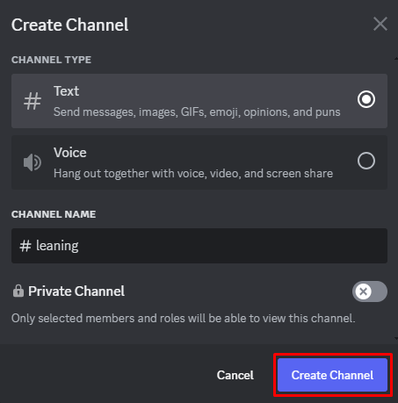 Create Channel
CHANNEL TYPE
Text
Send messages, images, GIFs, emoji, opinions, and puns
Voice
Hang out together with voice, video, and screen share
CHANNEL NAME
# leaning
Private Channel
Only selected members and roles will be able to view this channel.
Cancel Create Channel